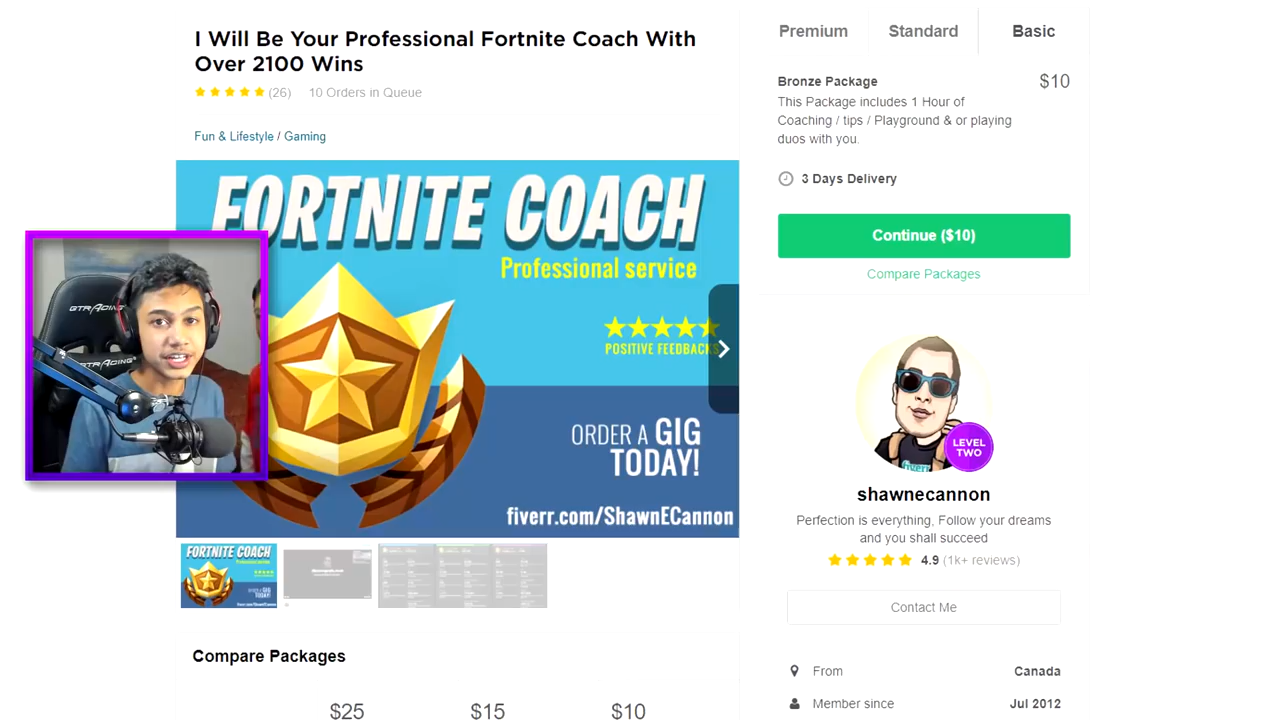 I Will Be Your Professional Fortnite Coach With
Over 2100 Wins
(26) 10 Orders in Queue
Fun & Lifestyle / Gaming
FORTNITE COACH
Professional service
POSITIVE FEEDBACKS
ORDER A GIG
TODAY!
fiverr.com/ShawnECannon
GTRACING
GTRACING
FORTNITE COACH
Compare Packages
$25 $15 $10
Premium Standard Basic
Bronze Package $10
This Package includes 1 Hour of
Coaching / tips / Playground & or playing
duos with you.
3 Days Delivery
Continue ($10)
Compare Packages
LEVEL
TWO
fiverr
shawnecannon
Perfection is everything, Follow your dreams
and you shall succeed
4.9 (1k+ reviews)
Contact Me
From Canada
Member since Jul 2012